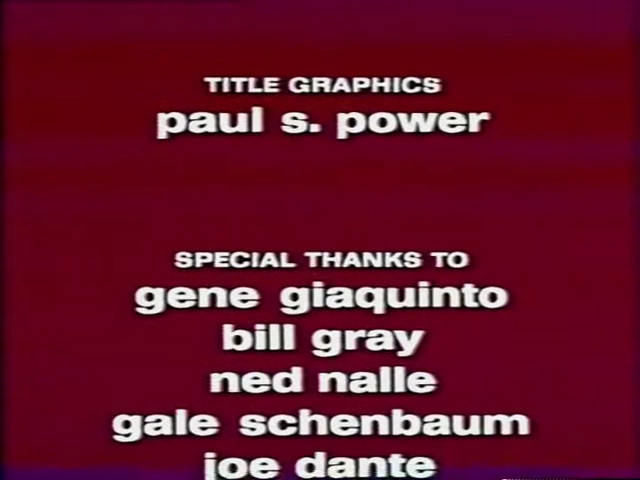 TITLE GRAPHICS
paul s. power
SPECIAL THANKS TO
gene giaquinto
bill gray
ned nalle
gale schenbaum
joe dante